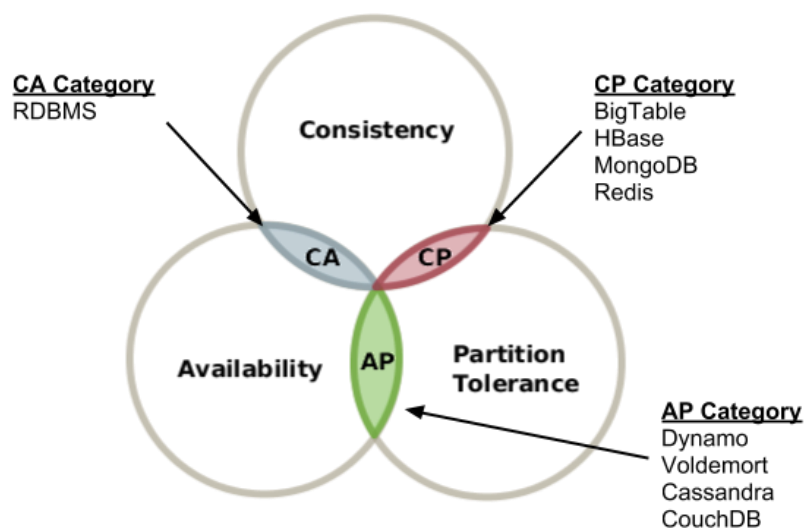 CA Category
RDBMS
CP Category
BigTable
HBase
MongoDB
Redis
Consistency
CA
CP
Availability
AP
Partition
Tolerance
AP Category
Dynamo
Voldemort
Cassandra
CouchDB